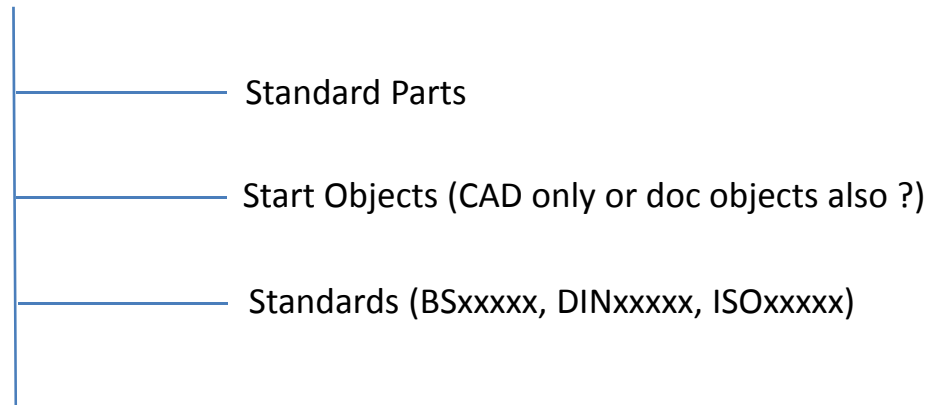 Standard Parts
Start Objects (CAD only or doc objects also ?)
Standards (BSxxxxx, DINxxxxx, ISOxxxxx)